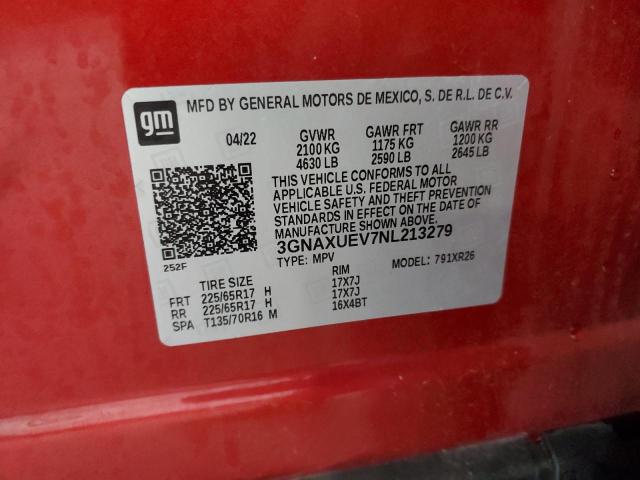 gm
MFD BY GENERAL MOTORS DE MEXICO, S. DE R.L. DE C.V.
04/22 GVWR GAWR FRT GAWR RR
2100 KG 1175 KG 1200 KG
4630 LB 2590 LB 2645 LB
THIS VEHICLE CONFORMS TO ALL
APPLICABLE U.S. FEDERAL MOTOR
VEHICLE SAFETY AND THEFT PREVENTION
STANDARDS IN EFFECT ON THE DATE
OF MANUFACTURE SHOWN ABOVE.
3GNAXUEV7NL213279
252F
TYPE: MPV MODEL: 791XR26
TIRE SIZE RIM
FRT 225/65R17 H 17X7J
RR 225/65R17 H 17X7J
SPA T135/70R16 M 16X4BT